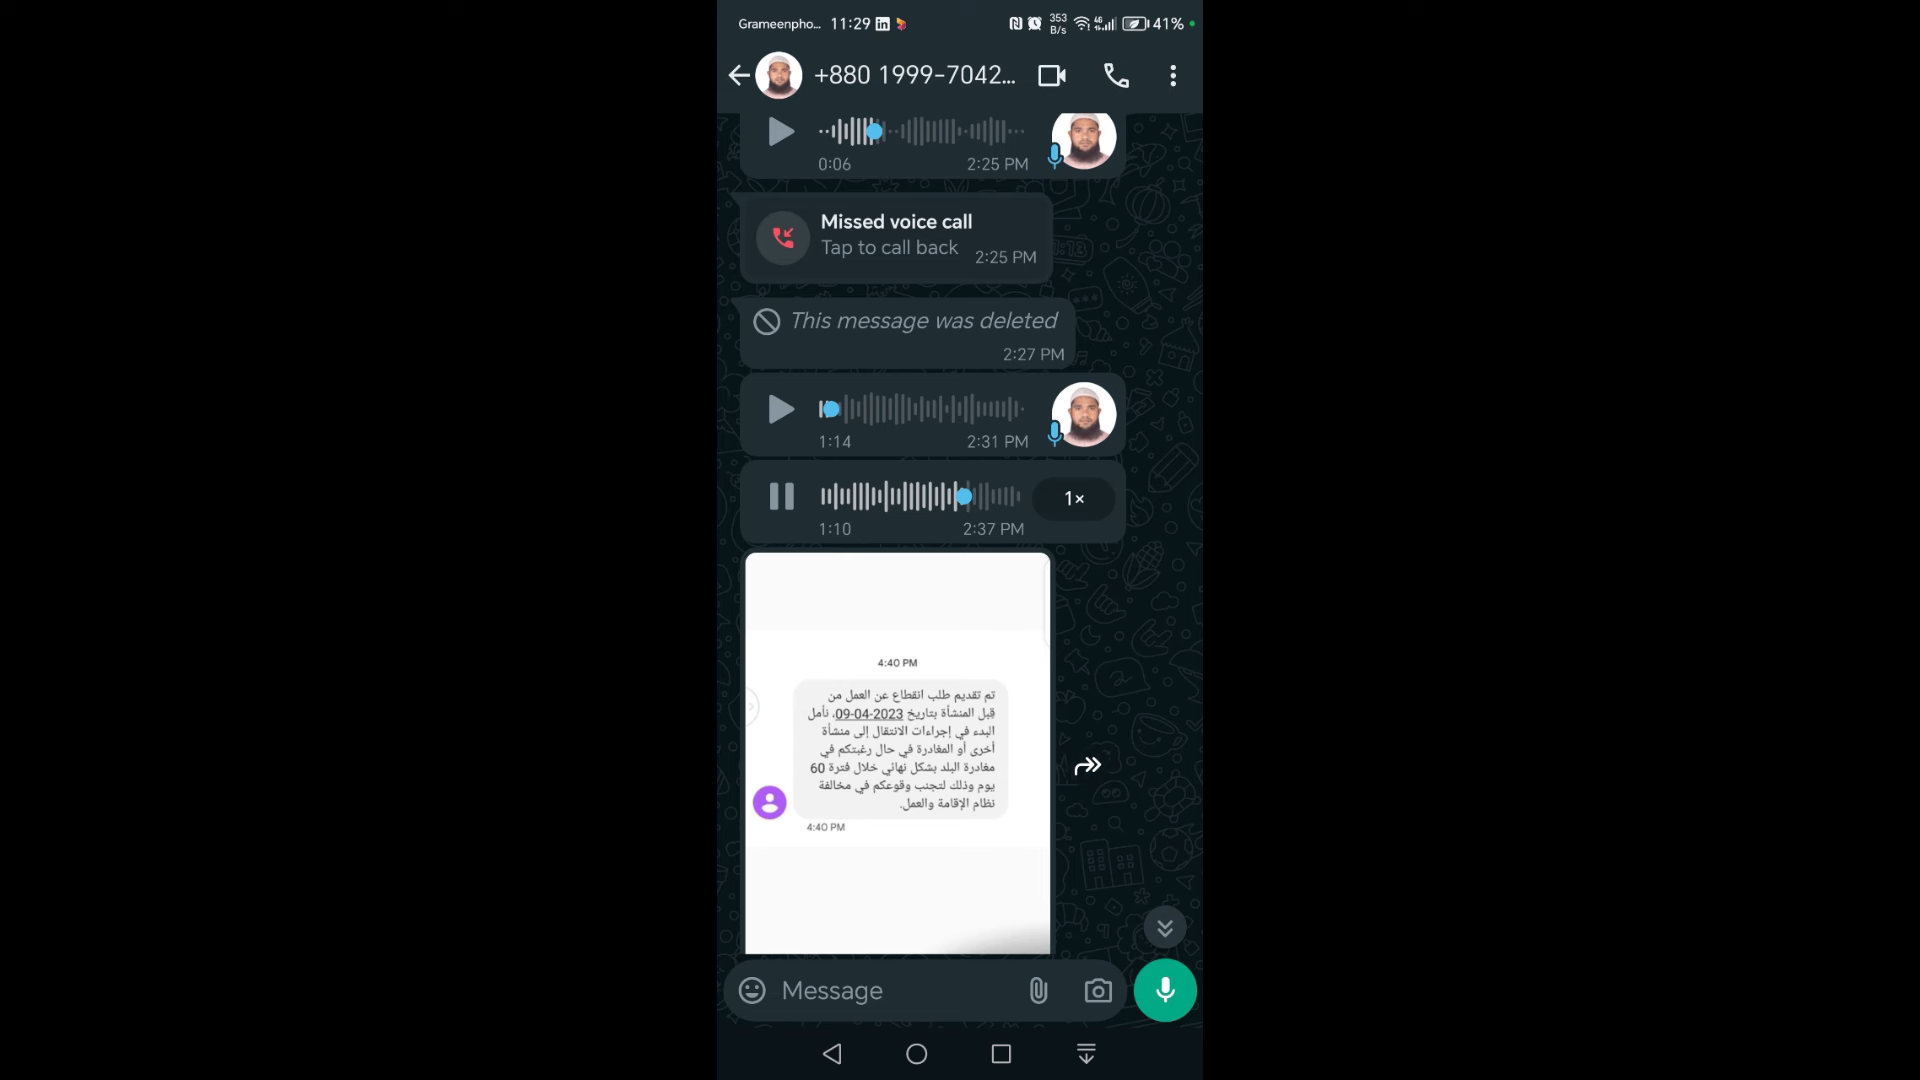 Grameenpho... 11:29
353 B/s 4G 41%
+880 1999-7042...
0:06 2:25 PM
Missed voice call
Tap to call back 2:25 PM
This message was deleted
2:27 PM
1:14 2:31 PM
1×
1:10 2:37 PM
4:40 PM
تم تقديم طلب انقطاع عن العمل من
قبل المنشأة بتاريخ 2023-04-09، نأمل
البدء في إجراءات الانتقال إلى منشأة
أخرى أو المغادرة في حال رغبتكم في
مغادرة البلد بشكل نهائي خلال فترة 60
يوم وذلك لتجنب وقوعكم في مخالفة
نظام الإقامة والعمل.
4:40 PM
Message